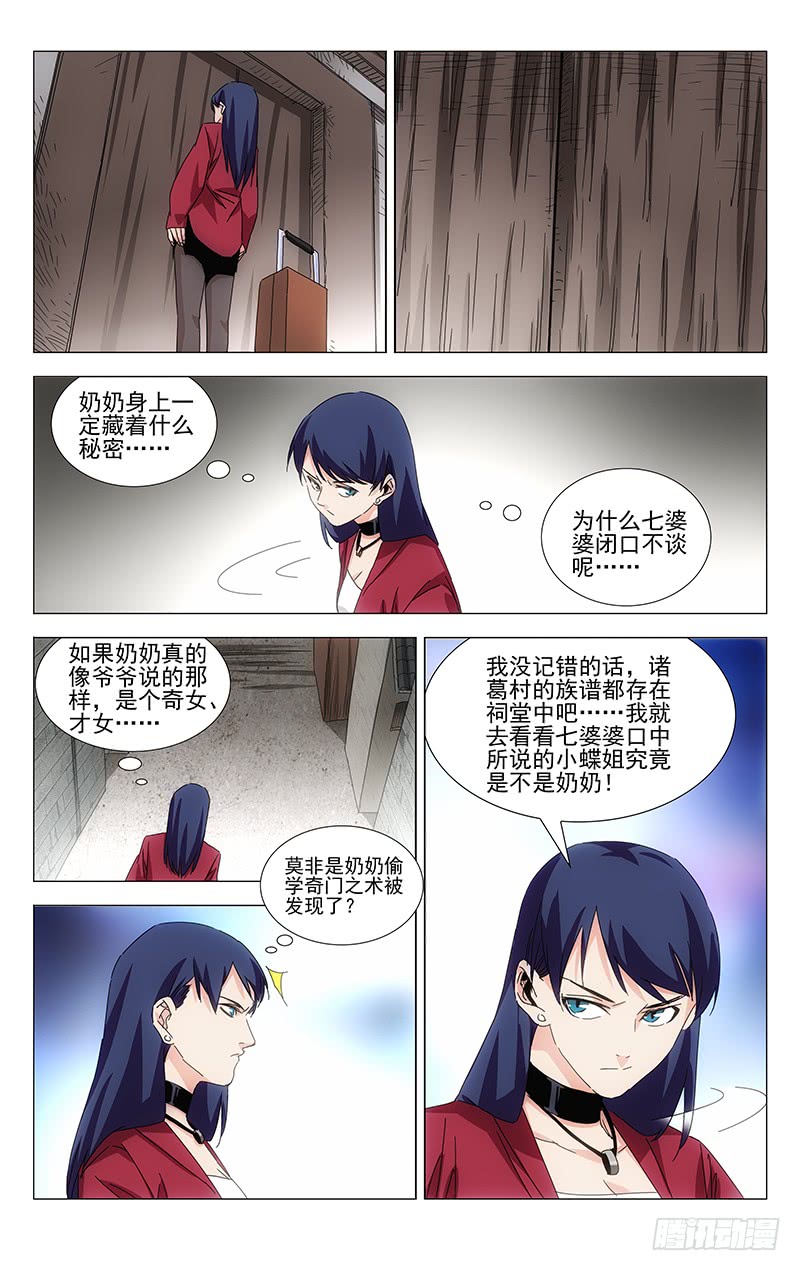 奶奶身上一
定藏着什么
秘密……
为什么七婆
婆闭口不谈
呢……
如果奶奶真的
像爷爷说的那
样，是个奇女、
才女……
莫非是奶奶偷
学奇门之术被
发现了？
我没记错的话，诸
葛村的族谱都存在
祠堂中吧……我就
去看看七婆婆口中
所说的小蝶姐究竟
是不是奶奶！
腾讯动漫